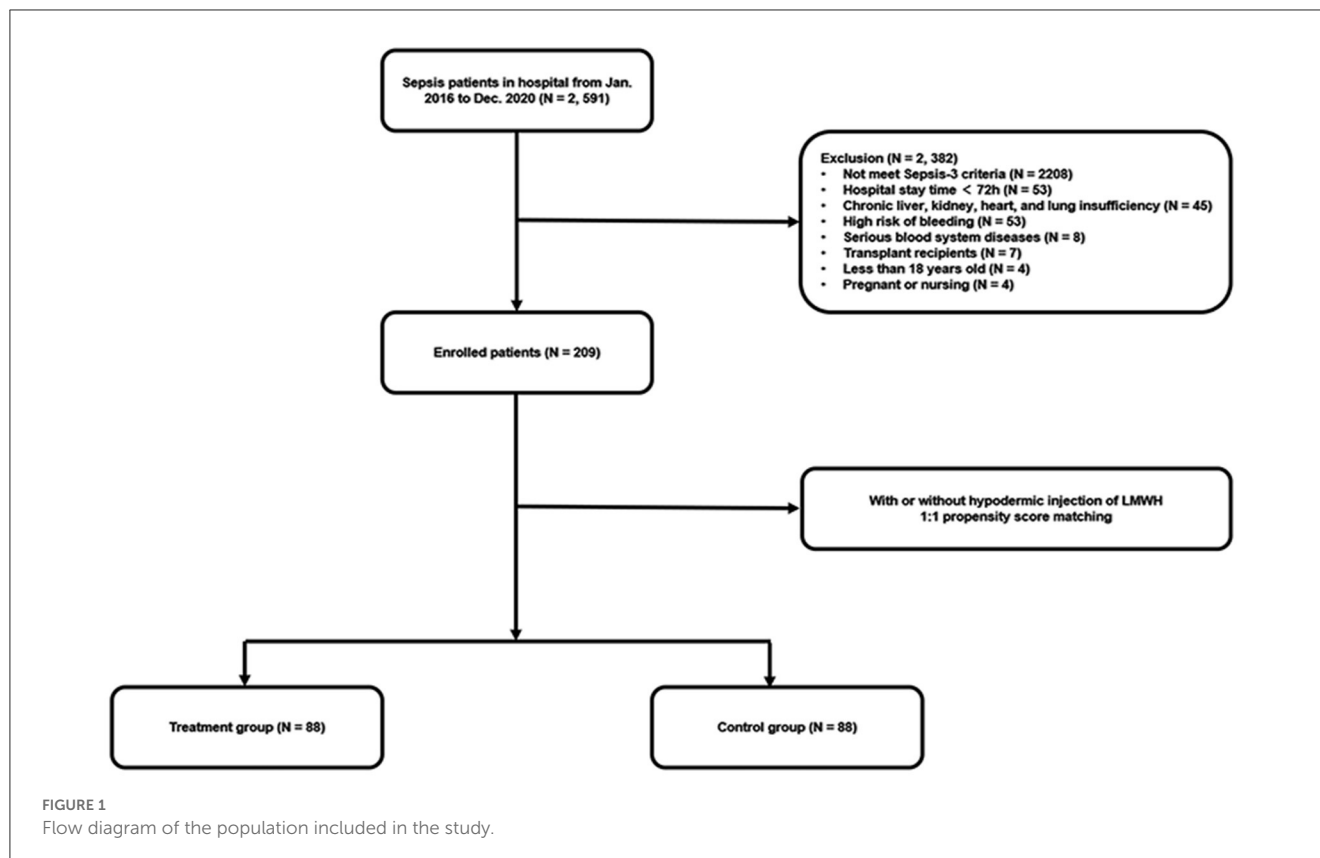 Sepsis patients in hospital from Jan.
2016 to Dec. 2020 (N = 2, 591)
Exclusion (N = 2, 382)
• Not meet Sepsis-3 criteria (N = 2208)
• Hospital stay time < 72h (N = 53)
• Chronic liver, kidney, heart, and lung insufficiency (N = 45)
• High risk of bleeding (N = 53)
• Serious blood system diseases (N = 8)
• Transplant recipients (N = 7)
• Less than 18 years old (N = 4)
• Pregnant or nursing (N = 4)
Enrolled patients (N = 209)
With or without hypodermic injection of LMWH
1:1 propensity score matching
Treatment group (N = 88)
Control group (N = 88)
FIGURE 1
Flow diagram of the population included in the study.